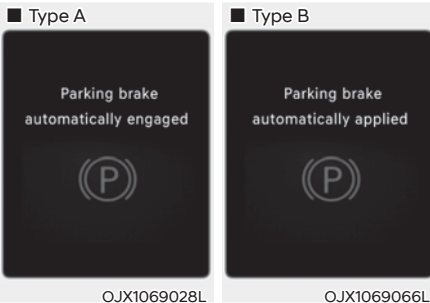 ■ Type A
Parking brake
automatically engaged
P
OJX1069028L
■ Type B
Parking brake
automatically applied
P
OJX1069066L